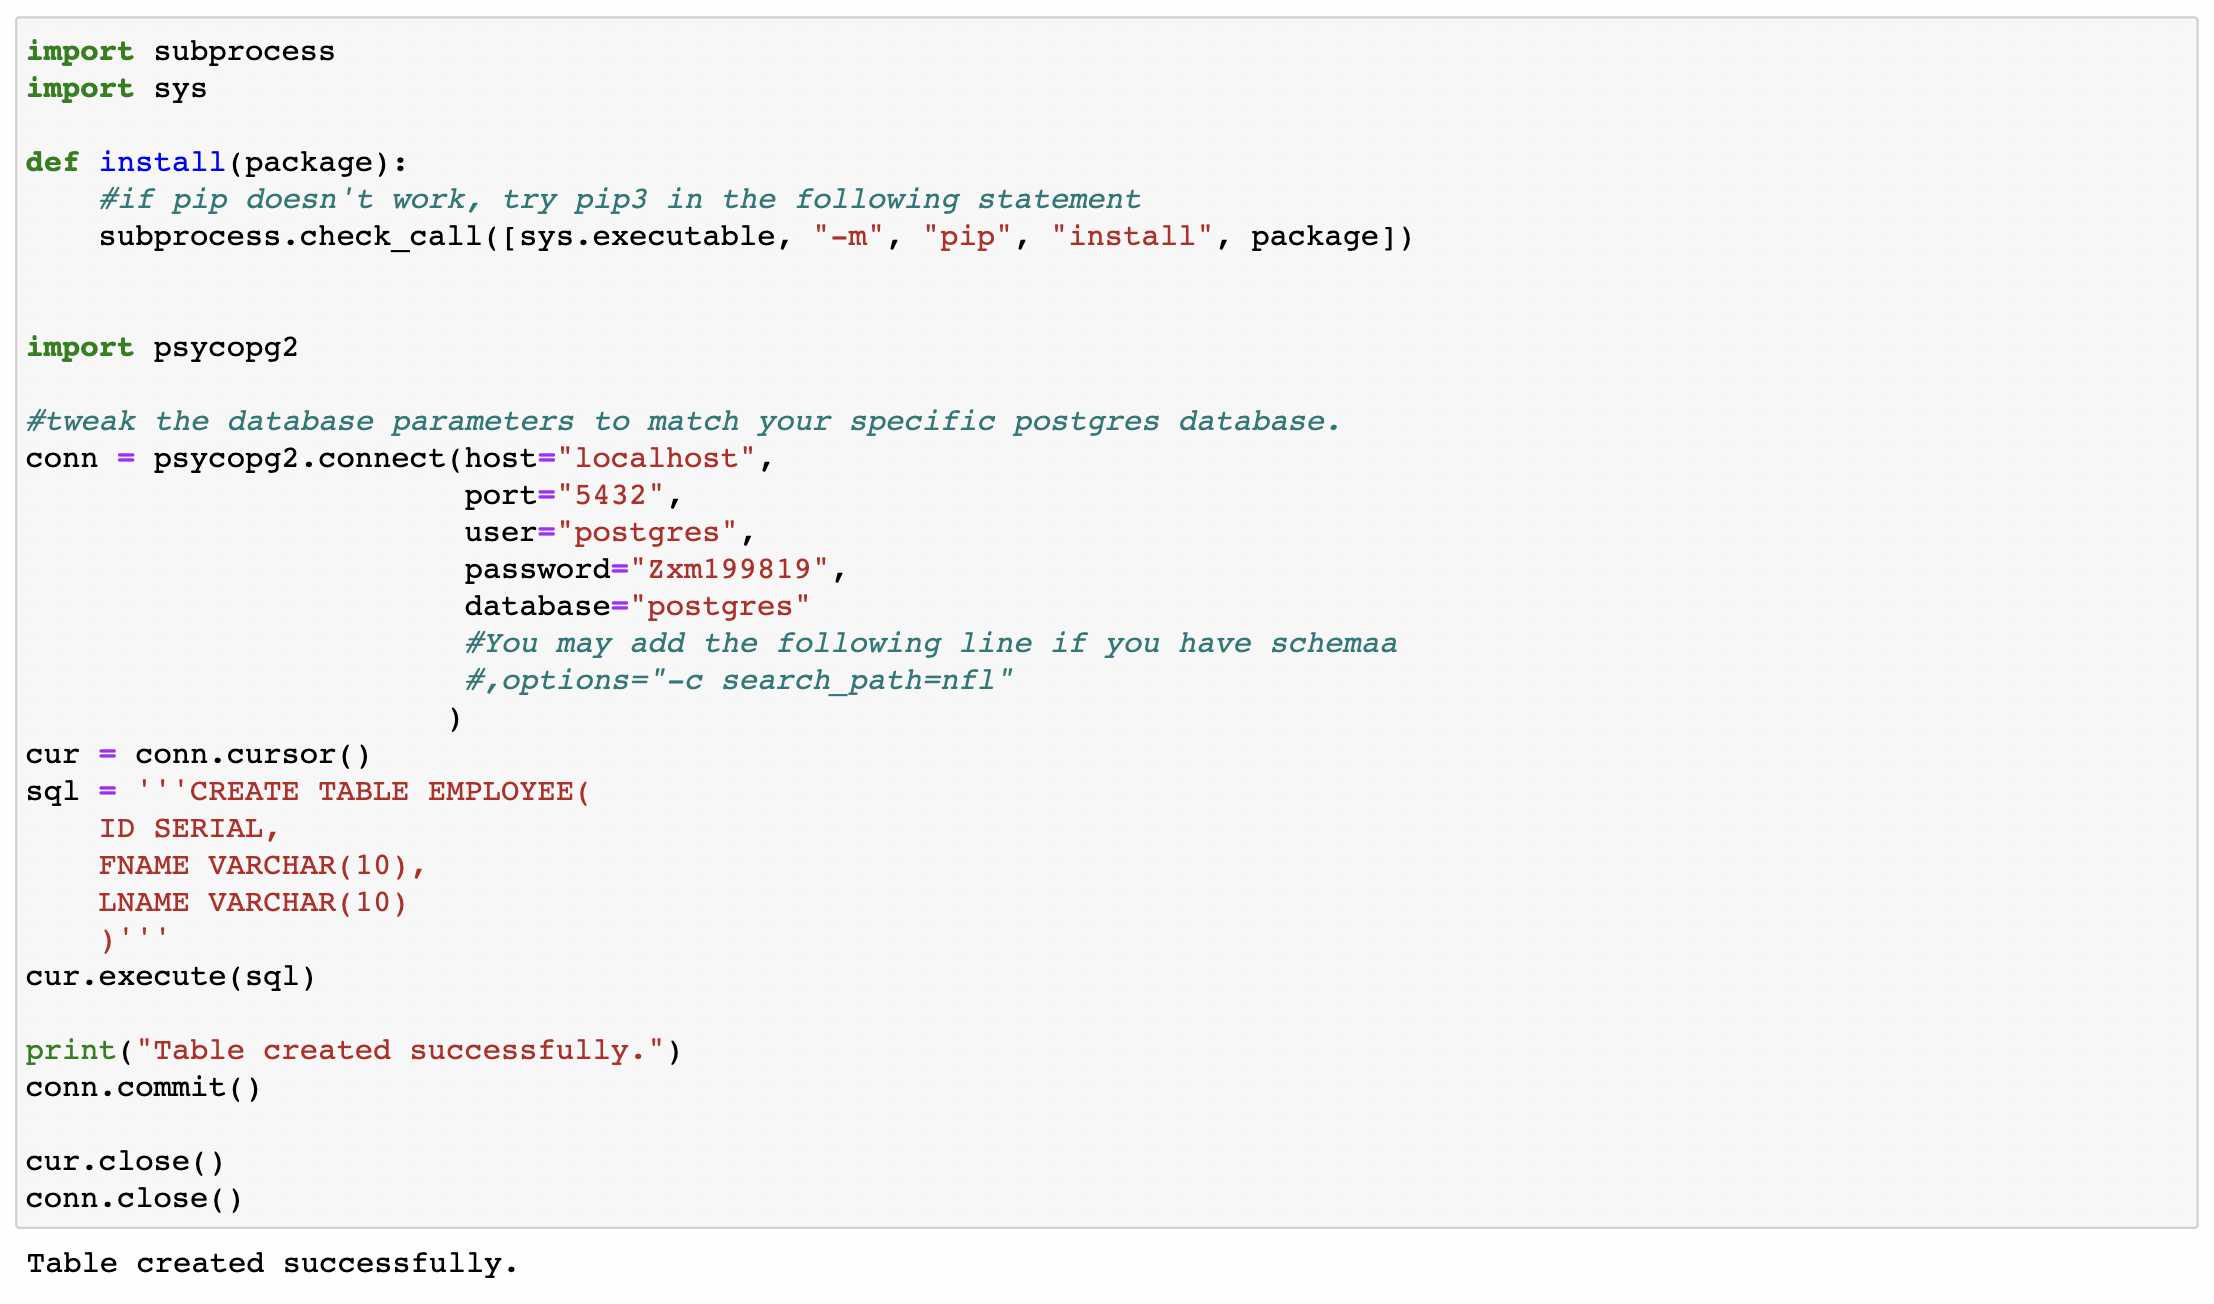 import subprocess
import sys
def install(package):
#if pip doesn't work, try pip3 in the following statement
subprocess.check_call([sys.executable, "-m", "pip", "install", package])
import psycopg2
#tweak the database parameters to match your specific postgres database.
conn = psycopg2.connect(host="localhost",
port="5432",
user="postgres",
password="Zxm199819",
database="postgres"
#You may add the following line if you have schemaa
#,options="-c search_path=nfl"
)
cur = conn.cursor()
sql = '''CREATE TABLE EMPLOYEE(
ID SERIAL,
FNAME VARCHAR(10),
LNAME VARCHAR(10)
)'''
cur.execute(sql)
print("Table created successfully.")
conn.commit()
cur.close()
conn.close()
Table created successfully.